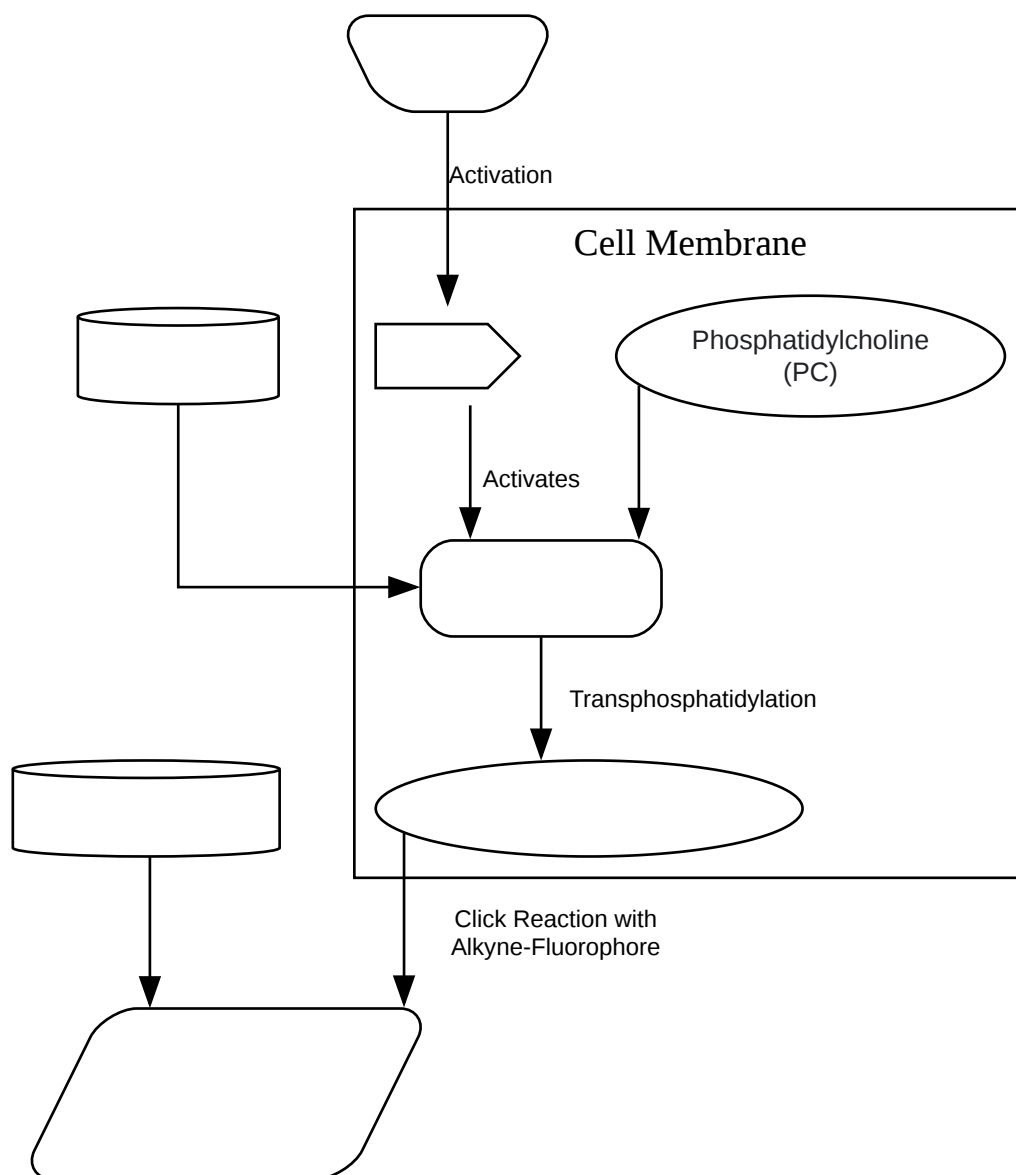 Activation
Cell Membrane
Phosphatidylcholine
(PC)
Activates
Transphosphatidylation
Click Reaction with
Alkyne-Fluorophore